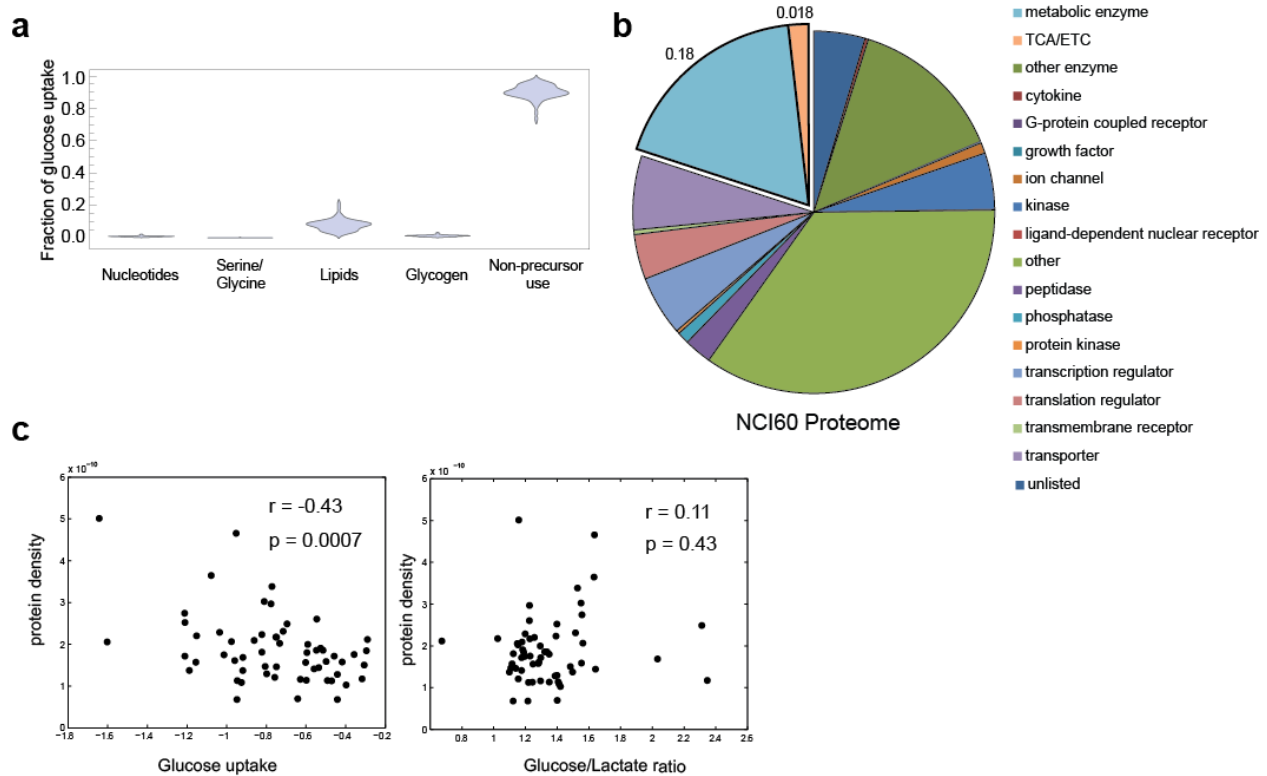 a
Fraction of glucose uptake
1.0
0.8
0.6
0.4
0.2
0.0
Nucleotides
Serine/
Glycine
Lipids
Glycogen
Non-precursor
use
b
0.018
0.18
NCI60 Proteome
metabolic enzyme
TCA/ETC
other enzyme
cytokine
G-protein coupled receptor
growth factor
ion channel
kinase
ligand-dependent nuclear receptor
other
peptidase
phosphatase
protein kinase
transcription regulator
translation regulator
transmembrane receptor
transporter
unlisted
c
x 10 -10
6
5
4
3
2
1
0
protein density
r = -0.43
p = 0.0007
-1.8 -1.6 -1.4 -1.2 -1 -0.8 -0.6 -0.4 -0.2
Glucose uptake
x 10 -10
6
5
4
3
2
1
0
protein density
r = 0.11
p = 0.43
0.8 1 1.2 1.4 1.6 1.8 2 2.2 2.4 2.6
Glucose/Lactate ratio